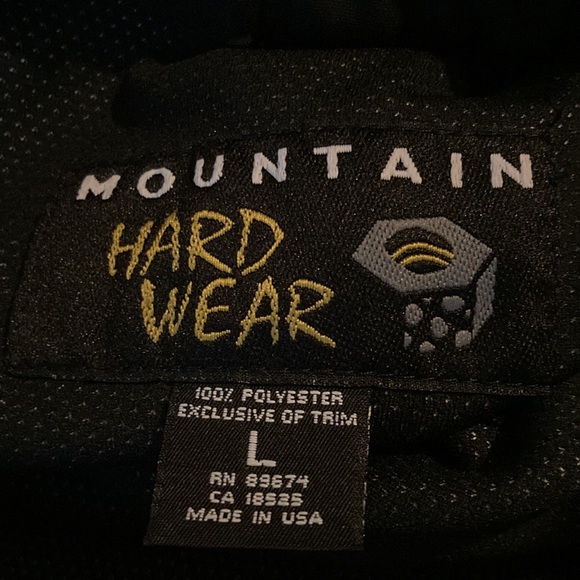 MOUNTAIN
HARD
WEAR
100% POLYESTER
EXCLUSIVE OF TRIM
L
RN 89674
CA 18525
MADE IN USA